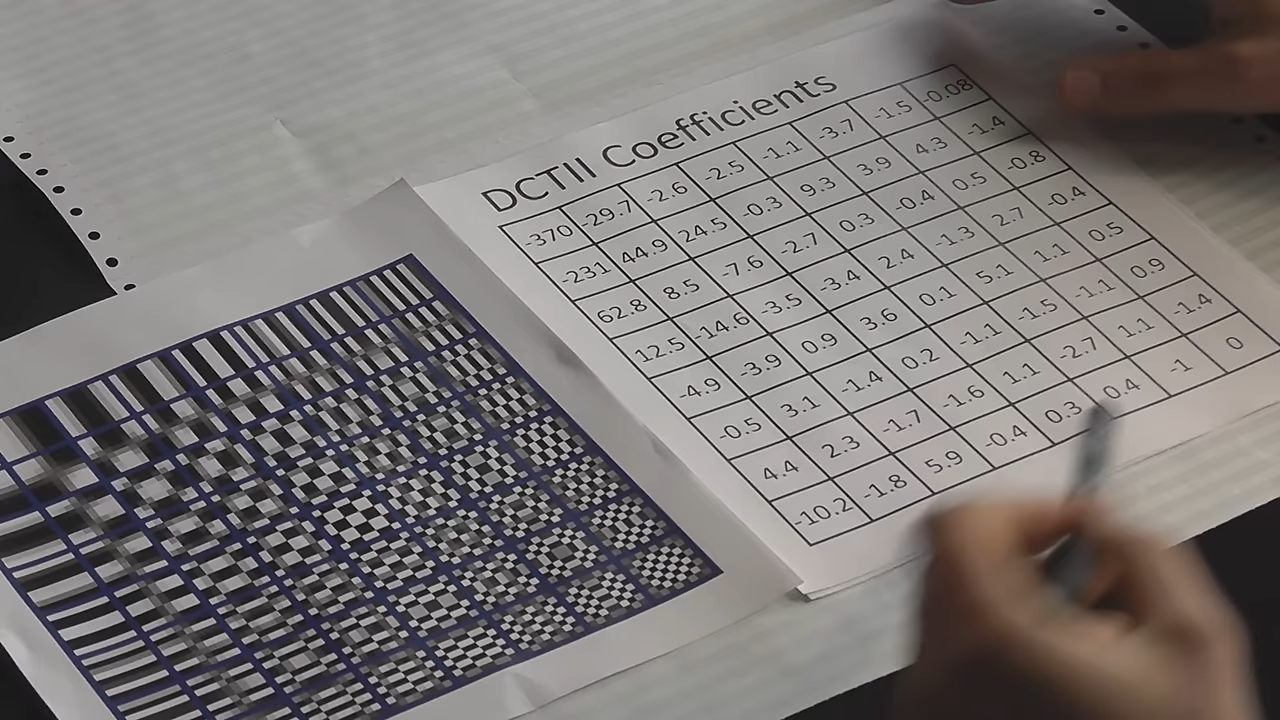 DCTII Coefficients
-370 -29.7 -2.6 -2.5 -1.1 -3.7 -1.5 -0.08
-231 44.9 24.5 -0.3 9.3 3.9 4.3 -1.4
62.8 8.5 -7.6 -2.7 0.3 -0.4 0.5 -0.8
12.5 -14.6 -3.5 -3.4 2.4 -1.3 2.7 -0.4
-4.9 -3.9 0.9 3.6 0.1 5.1 1.1 0.5
-0.5 3.1 -1.4 0.2 -1.1 -1.5 -1.1 0.9
4.4 2.3 -1.7 -1.6 1.1 -2.7 1.1 -1.4
-10.2 -1.8 5.9 -0.4 0.3 0.4 -1 0